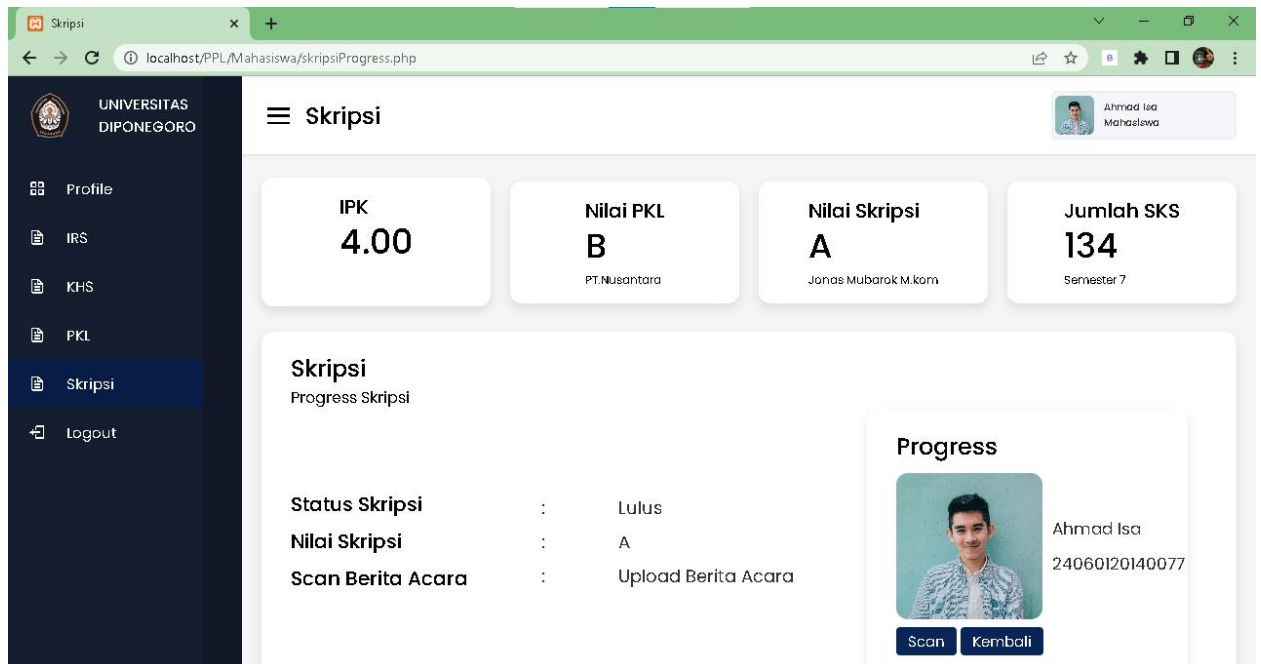 Skripsi
localhost/PPL/Mahasiswa/skripsiProgress.php
UNIVERSITAS
DIPONEGORO
Profile
IRS
KHS
PKL
Skripsi
Logout
Skripsi
Ahmad Isa
Mahasiswa
IPK
4.00
Nilai PKL
B
PT.Nusantara
Nilai Skripsi
A
Jonas Mubarok M.kom
Jumlah SKS
134
Semester 7
Skripsi
Progress Skripsi
Status Skripsi : Lulus
Nilai Skripsi : A
Scan Berita Acara : Upload Berita Acara
Progress
Ahmad Isa
24060120140077
Scan Kembali